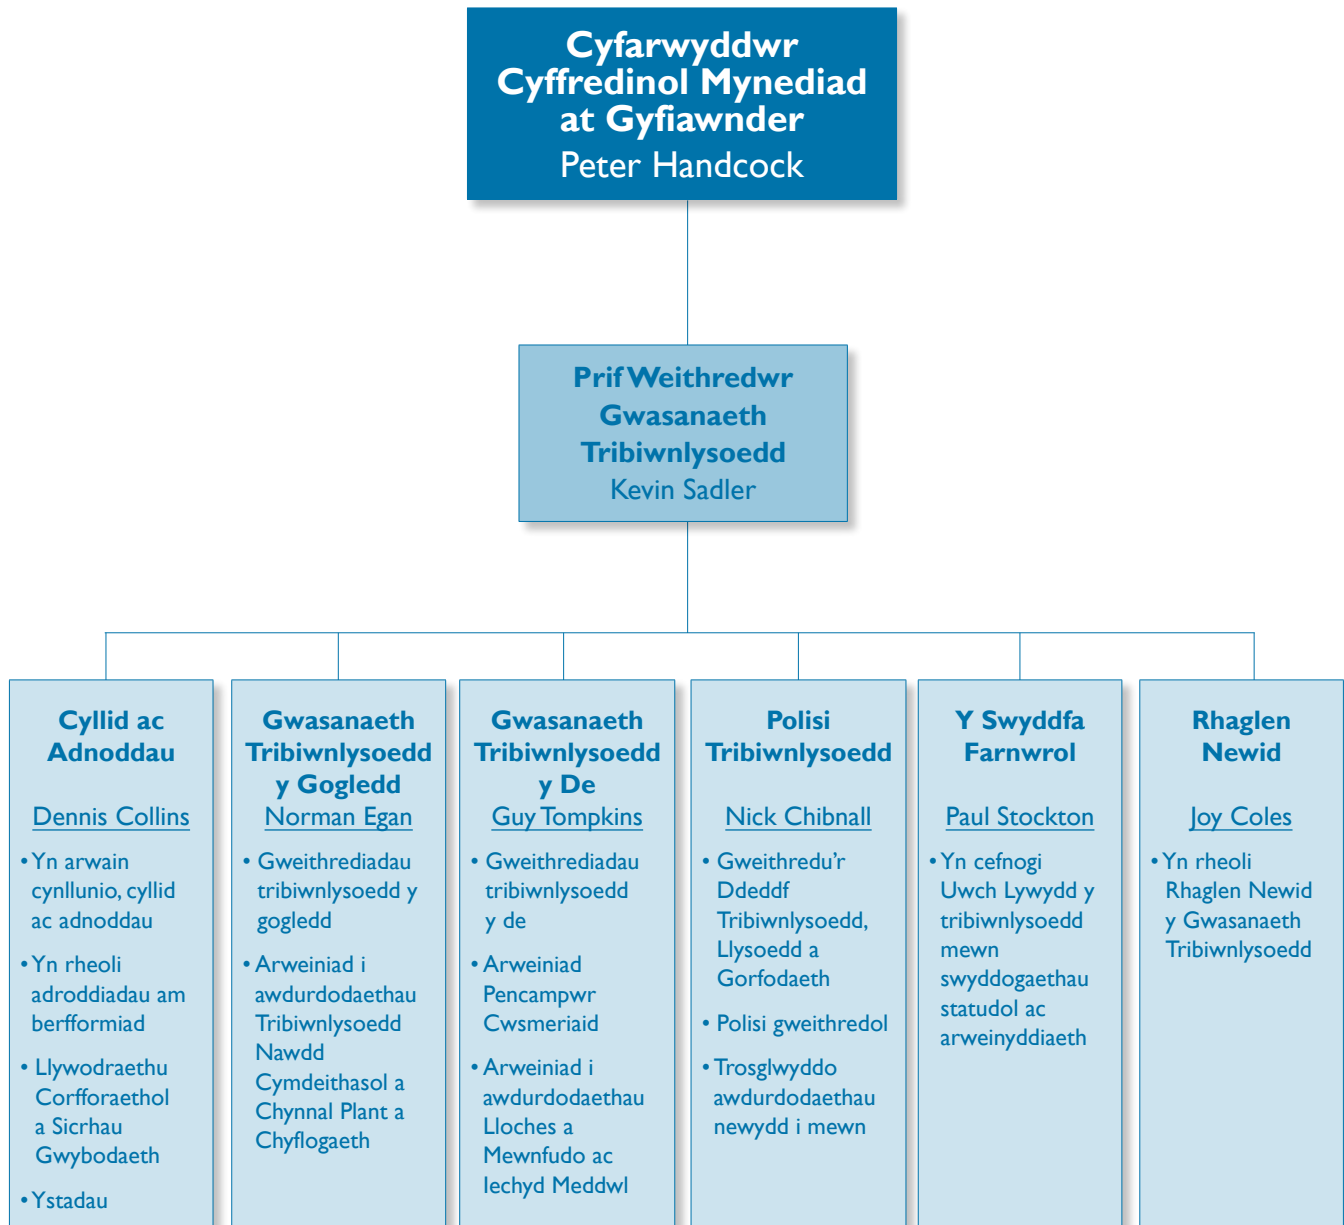 Cyfarwyddwr
Cyffredinol Mynediad
at Gyfiawnder
Peter Handcock
Prif Weithredwr
Gwasanaeth
Tribiwnlysoedd
Kevin Sadler
Cyllid ac
Adnoddau
Dennis Collins
• Yn arwain
cynllunio, cyllid
ac adnoddau
• Yn rheoli
adroddiadau am
berfformiad
• Llywodraethu
Corfforaethol
a Sicrhau
Gwybodaeth
• Ystadau
Gwasanaeth
Tribiwnlysoedd
y Gogledd
Norman Egan
• Gweithrediadau
tribiwnlysoedd y
gogledd
• Arweiniad i
awdurdodaethau
Tribiwnlysoedd
Nawdd
Cymdeithasol a
Chynnal Plant a
Chyflogaeth
Gwasanaeth
Tribiwnlysoedd
y De
Guy Tompkins
• Gweithrediadau
tribiwnlysoedd
y de
• Arweiniad
Pencampwr
Cwsmeriaid
• Arweiniad i
awdurdodaethau
Lloches a
Mewnfudo ac
Iechyd Meddwl
Polisi
Tribiwnlysoedd
Nick Chibnall
• Gweithredu’r
Ddeddf
Tribiwnlysoedd,
Llysoedd a
Gorfodaeth
• Polisi gweithredol
• Trosglwyddo
awdurdodaethau
newydd i mewn
Y Swyddfa
Farnwrol
Paul Stockton
• Yn cefnogi
Uwch Lywydd y
tribiwnlysoedd
mewn
swyddogaethau
statudol ac
arweinyddiaeth
Rhaglen
Newid
Joy Coles
• Yn rheoli
Rhaglen Newid
y Gwasanaeth
Tribiwnlysoedd